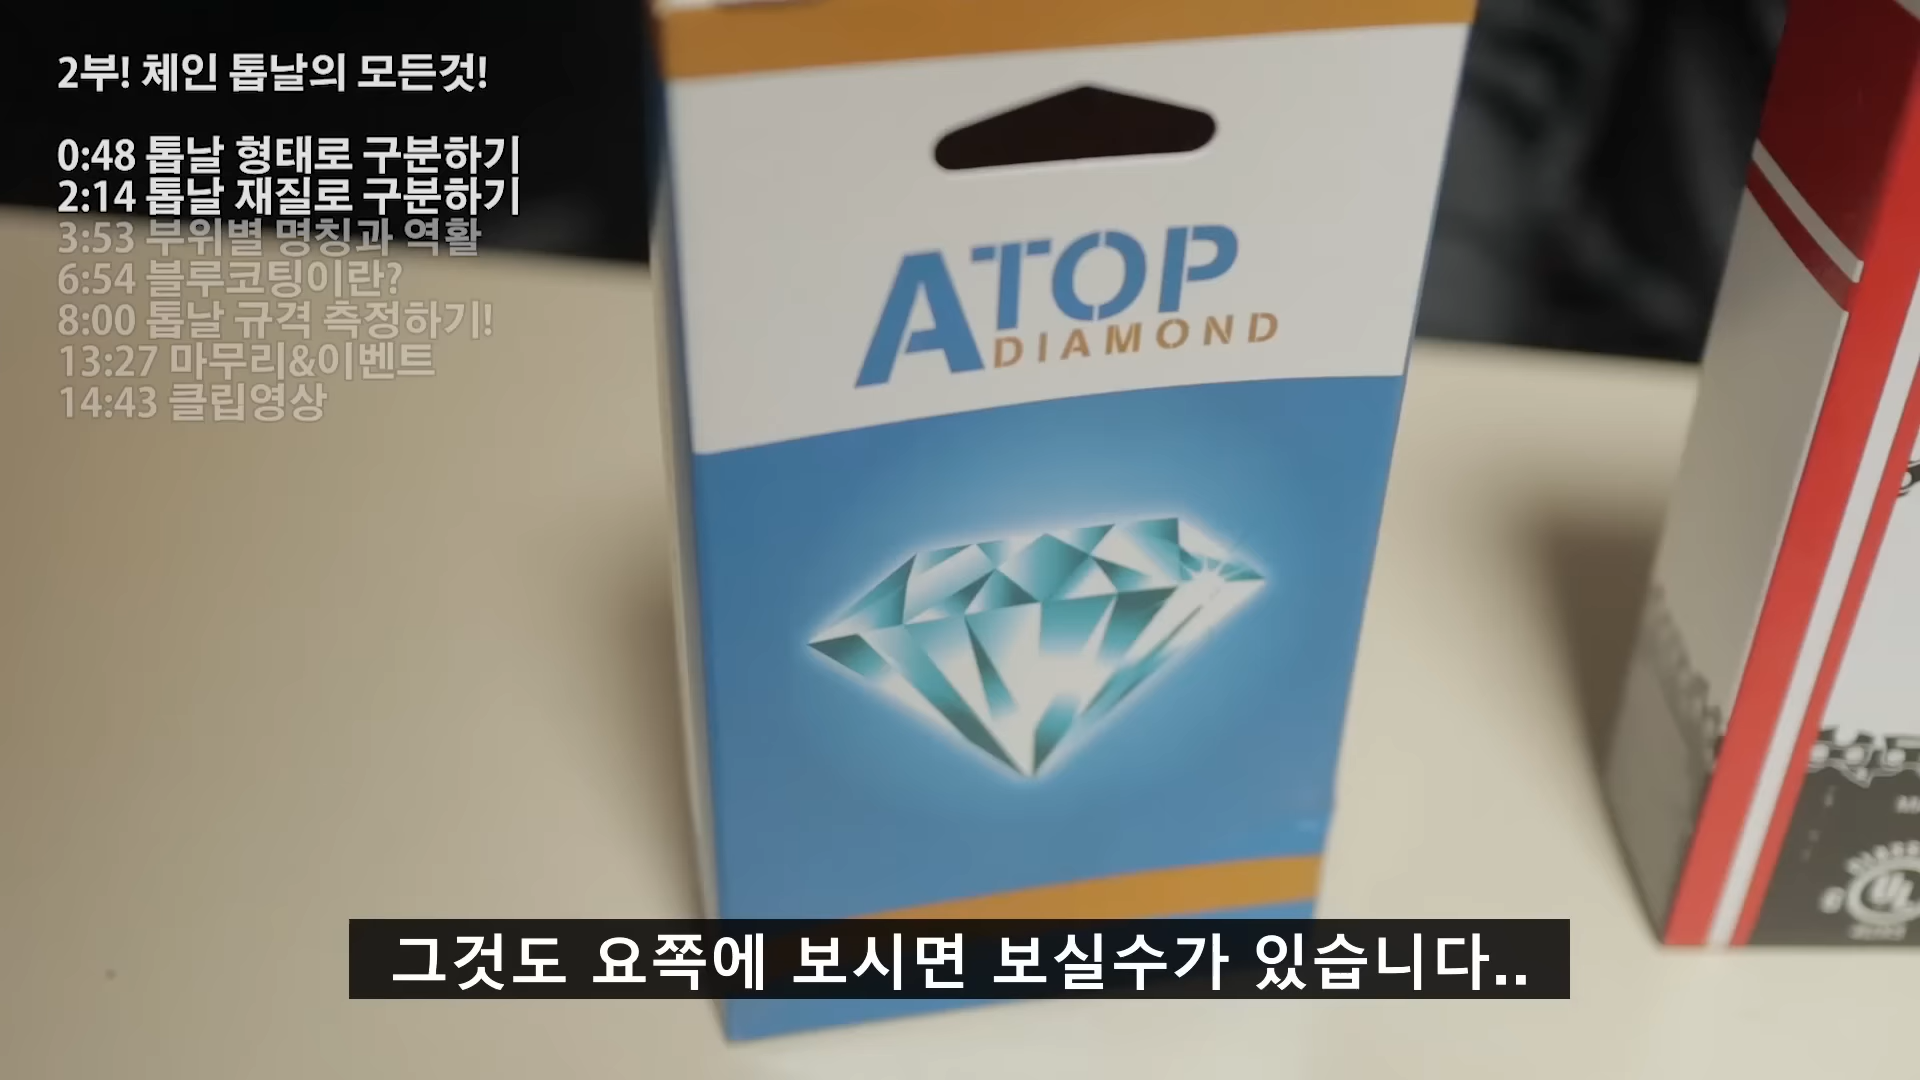 2부! 체인 톱날의 모든것!
0:48 톱날 형태로 구분하기
2:14 톱날 재질로 구분하기
3:53 부위별 명칭과 역활
6:54 블루코팅이란?
8:00 톱날 규격 측정하기!
13:27 마무리&이벤트
14:43 클립영상
ATOP
DIAMOND
그것도 요쪽에 보시면 보실수가 있습니다..